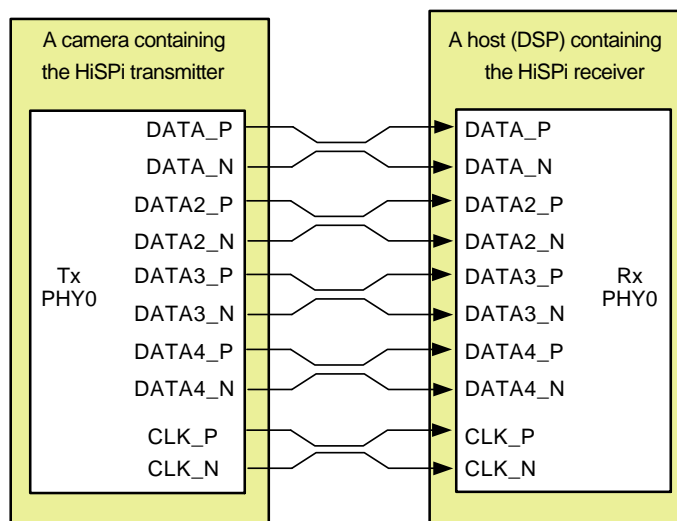 A camera containing
the HiSPi transmitter
DATA_P
DATA_N
DATA2_P
DATA2_N
DATA3_P
DATA3_N
DATA4_P
DATA4_N
CLK_P
CLK_N
Tx
PHY0
A host (DSP) containing
the HiSPi receiver
DATA_P
DATA_N
DATA2_P
DATA2_N
DATA3_P
DATA3_N
DATA4_P
DATA4_N
CLK_P
CLK_N
Rx
PHY0